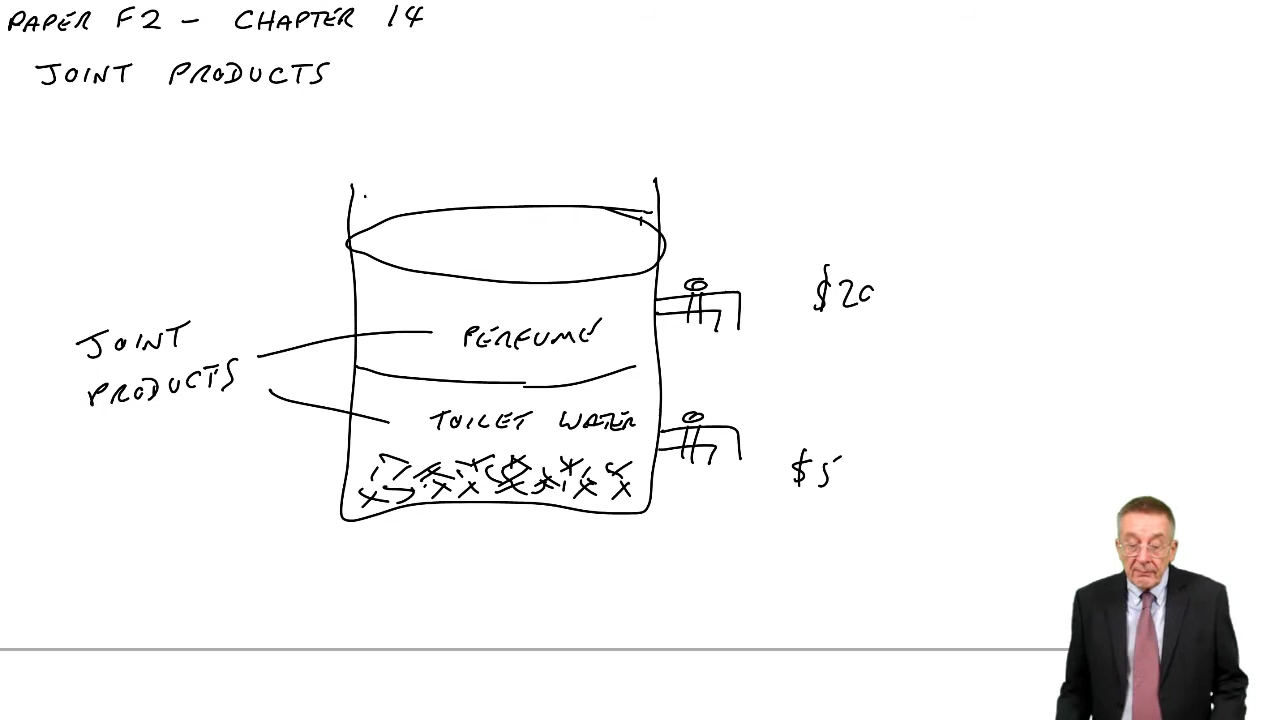 PAPER F2 - CHAPTER 14
JOINT PRODUCTS
$20
JOINT
PRODUCTS
PERFUME
TOILET WATER
$5